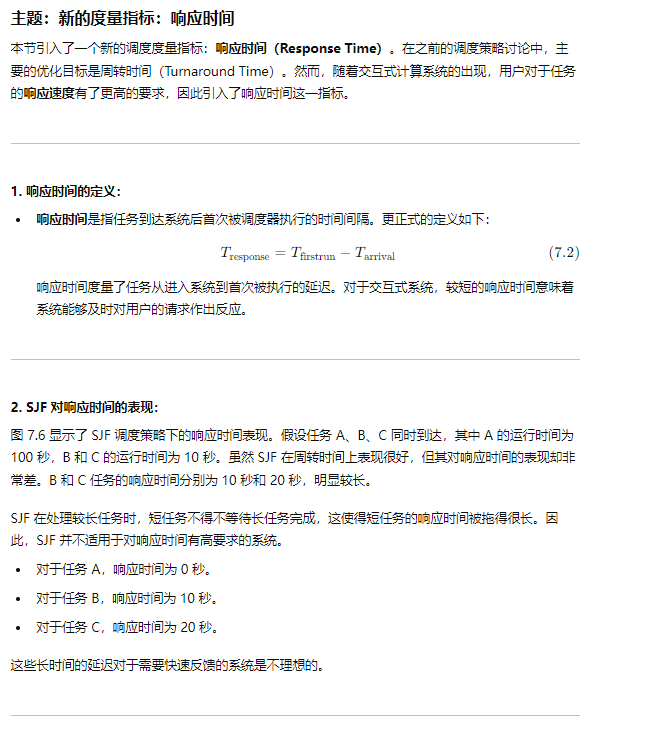 主题：新的度量指标：响应时间
本节引入了一个新的调度度量指标：响应时间（Response Time）。在之前的调度策略讨论中，主
要的优化目标是周转时间（Turnaround Time）。然而，随着交互式计算系统的出现，用户对于任务
的响应速度有了更高的要求，因此引入了响应时间这一指标。
1. 响应时间的定义：
• 响应时间是指任务到达系统后首次被调度器执行的时间间隔。更正式的定义如下：
T_response = T_firstrun − T_arrival (7.2)
响应时间度量了任务从进入系统到首次被执行的延迟。对于交互式系统，较短的响应时间意味着
系统能够及时对用户的请求作出反应。
2. SJF 对响应时间的表现：
图 7.6 显示了 SJF 调度策略下的响应时间表现。假设任务 A、B、C 同时到达，其中 A 的运行时间为
100 秒，B 和 C 的运行时间为 10 秒。虽然 SJF 在周转时间上表现很好，但其对响应时间的表现却非
常差。B 和 C 任务的响应时间分别为 10 秒和 20 秒，明显较长。
SJF 在处理较长任务时，短任务不得不等待长任务完成，这使得短任务的响应时间被拖得很长。因
此，SJF 并不适用于对响应时间有高要求的系统。
• 对于任务 A，响应时间为 0 秒。
• 对于任务 B，响应时间为 10 秒。
• 对于任务 C，响应时间为 20 秒。
这些长时间的延迟对于需要快速反馈的系统是不理想的。